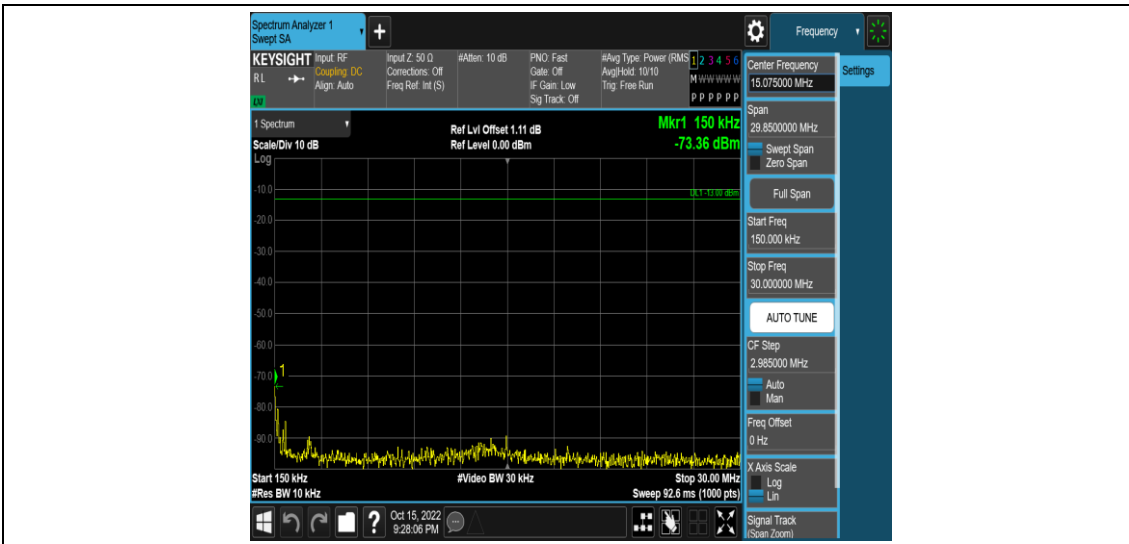 Spectrum Analyzer 1
Swept SA
+
Frequency
KEYSIGHT
RL
LXI
Input: RF
Coupling: DC
Align: Auto
Input Z: 50 Ω
Corrections: Off
Freq Ref: Int (S)
#Atten: 10 dB
PNO: Fast
Gate: Off
IF Gain: Low
Sig Track: Off
#Avg Type: Power (RMS
Avg|Hold: 10/10
Trig: Free Run
1 2 3 4 5 6
M W W W W W
P P P P P P
Center Frequency
15.075000 MHz
Settings
1 Spectrum
Scale/Div 10 dB
Ref Lvl Offset 1.11 dB
Ref Level 0.00 dBm
Mkr1 150 kHz
-73.36 dBm
Log
DL1 -13.00 dBm
-10.0
-20.0
-30.0
-40.0
-50.0
-60.0
-70.0
-80.0
-90.0
1
Start 150 kHz
#Res BW 10 kHz
#Video BW 30 kHz
Stop 30.00 MHz
Sweep 92.6 ms (1000 pts)
Span
29.8500000 MHz
Swept Span
Zero Span
Full Span
Start Freq
150.000 kHz
Stop Freq
30.000000 MHz
AUTO TUNE
CF Step
2.985000 MHz
Auto
Man
Freq Offset
0 Hz
X Axis Scale
Log
Lin
Signal Track
(Span Zoom)
?
Oct 15, 2022
9:28:06 PM